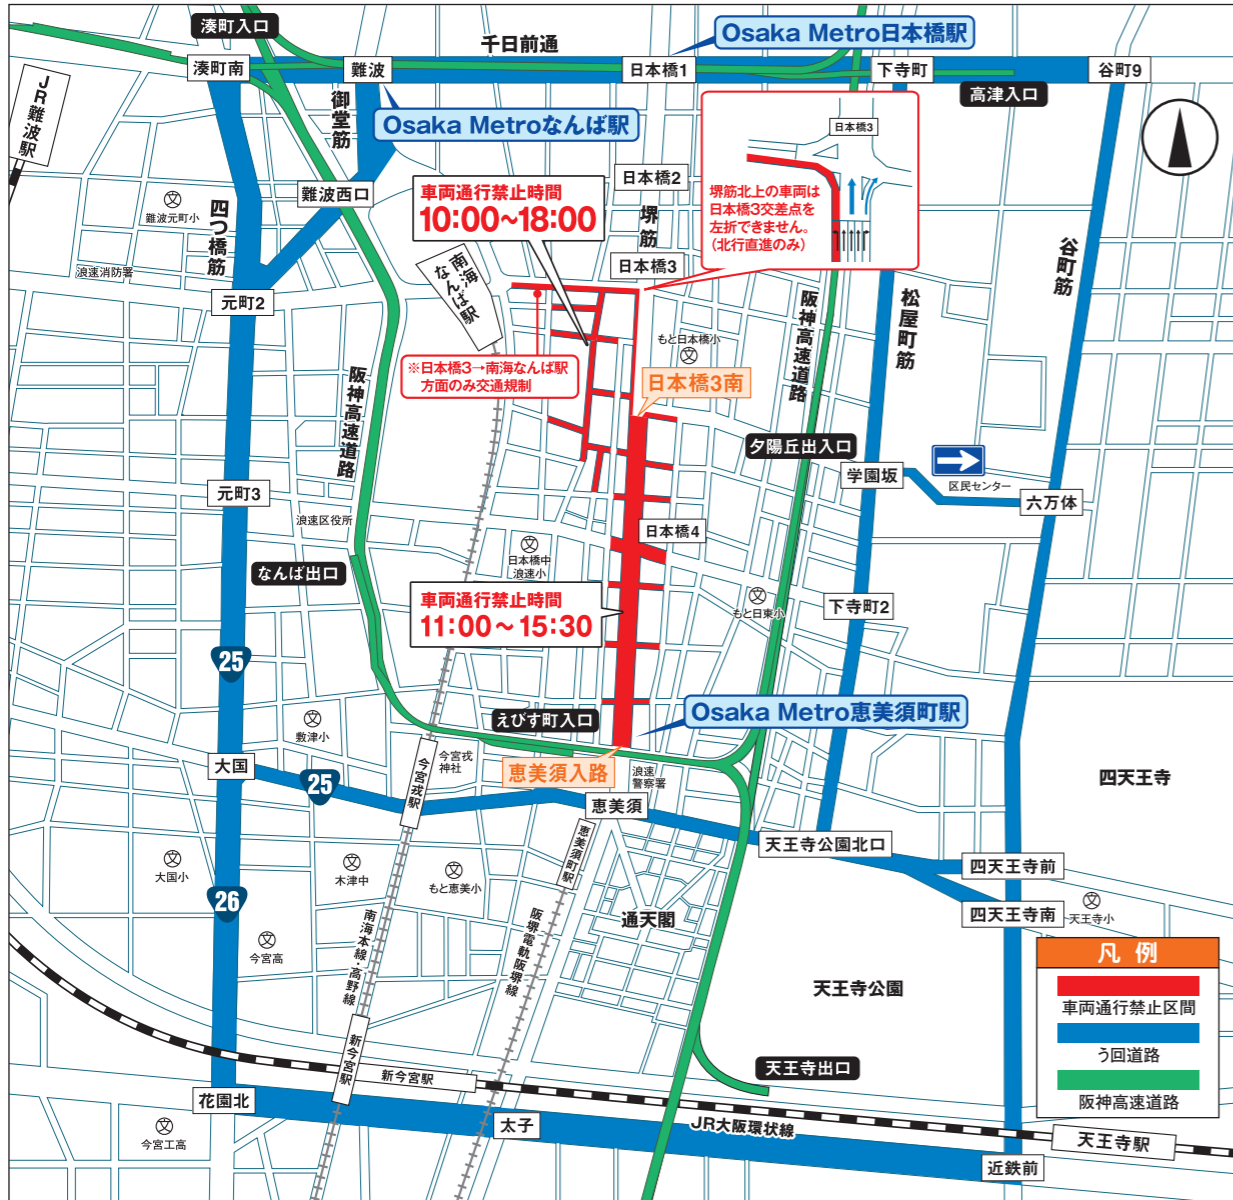 湊町入口
Osaka Metro日本橋駅
千日前通
湊町南
難波
日本橋1
下寺町
谷町9
高津入口
JR難波駅
御堂筋
Osaka Metroなんば駅
日本橋3
堺筋北上の車両は
日本橋3交差点を
左折できません。
（北行直進のみ）
難波西口
車両通行禁止時間
10:00~18:00
日本橋2
堺筋
日本橋3
難波元町小
四つ橋筋
浪速消防署
元町2
南海なんば駅
谷町筋
松屋町筋
阪神高速道路
もと日本橋小
※日本橋3→南海なんば駅
方面のみ交通規制
日本橋3南
阪神高速道路
夕陽丘出入口
学園坂
区民センター
六万体
元町3
浪速区役所
日本橋4
日本橋中
浪速小
なんば出口
車両通行禁止時間
11:00～15:30
もと日東小
下寺町2
25
Osaka Metro恵美須町駅
えびす町入口
敷津小
大国
今宮戎
神社
今宮戎駅
恵美須入路
浪速
警察署
25
恵美須
四天王寺
天王寺公園北口
四天王寺前
恵美須町駅
大国小
木津中
もと恵美小
26
四天王寺南
天王寺小
通天閣
南海本線・高野線
阪堺電軌阪堺線
今宮高
天王寺公園
凡例
車両通行禁止区間
う回道路
阪神高速道路
新今宮駅
新今宮駅
天王寺出口
花園北
太子
JR大阪環状線
天王寺駅
今宮工高
近鉄前
文
文
文
文
文
文
文
文
文
文
文